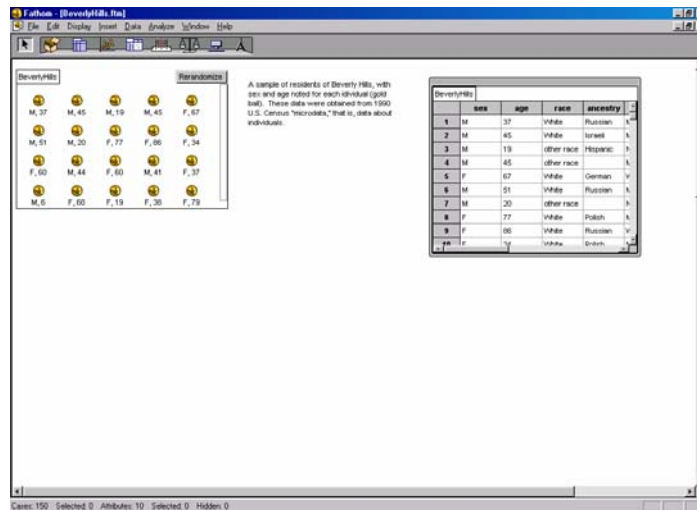 Fathom - [BeverlyHills.ftm]
File Edit Display Insert Data Analyze Window Help
BeverlyHills
Rerandomize
M, 37 M, 45 M, 19 M, 45 F, 67
M, 51 M, 20 F, 77 F, 86 F, 34
F, 60 M, 44 F, 60 M, 41 F, 37
M, 6 F, 68 F, 19 F, 38 F, 79
A sample of residents of Beverly Hills, with
sex and age noted for each idividual (gold
ball). These data were obtained from 1990
U.S. Census "microdata," that is, data about
individuals.
BeverlyHills
sex age race ancestry
1 M 37 White Russian
2 M 45 White Israeli
3 M 19 other race Hispanic
4 M 45 other race
5 F 67 White German
6 M 51 White Russian
7 M 20 other race
8 F 77 White Polish
9 F 86 White Russian
10 F 34 White Polish
Cases: 150 Selected: 0 Attributes: 10 Selected: 0 Hidden: 0